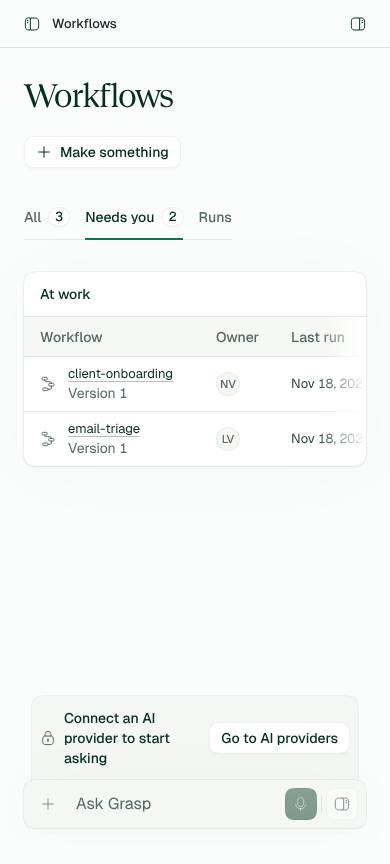 Workflows
Workflows
Make something
All 3 Needs you 2 Runs
At work
Workflow Owner Last run
client-onboarding
Version 1
NV Nov 18, 202
email-triage
Version 1
LV Nov 18, 202
Connect an AI
provider to start
asking
Go to AI providers
Ask Grasp